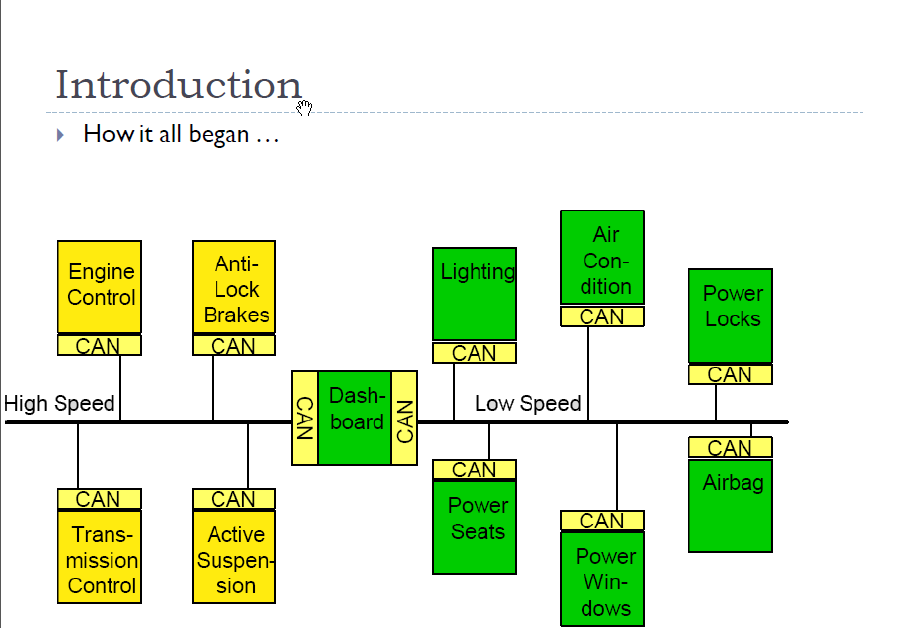 Introduction
How it all began …
Engine
Control
CAN
Anti-
Lock
Brakes
CAN
Lighting
CAN
Air
Con-
dition
CAN
Power
Locks
CAN
High Speed
CAN
Dash-
board
CAN
Low Speed
CAN
Trans-
mission
Control
CAN
Active
Suspen-
sion
CAN
Power
Seats
CAN
Power
Win-
dows
CAN
Airbag